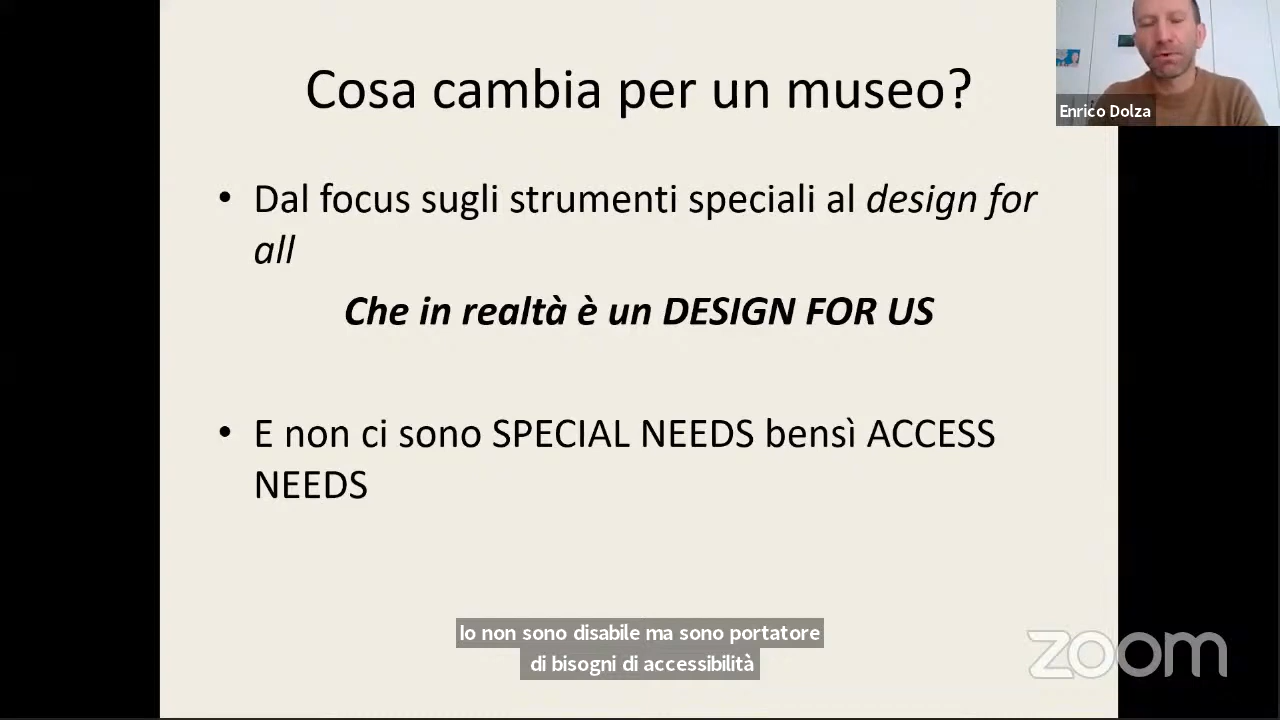 Cosa cambia per un museo?
Enrico Dolza
• Dal focus sugli strumenti speciali al design for
all
Che in realtà è un DESIGN FOR US
• E non ci sono SPECIAL NEEDS bensì ACCESS
NEEDS
Io non sono disabile ma sono portatore
di bisogni di accessibilità
zoom